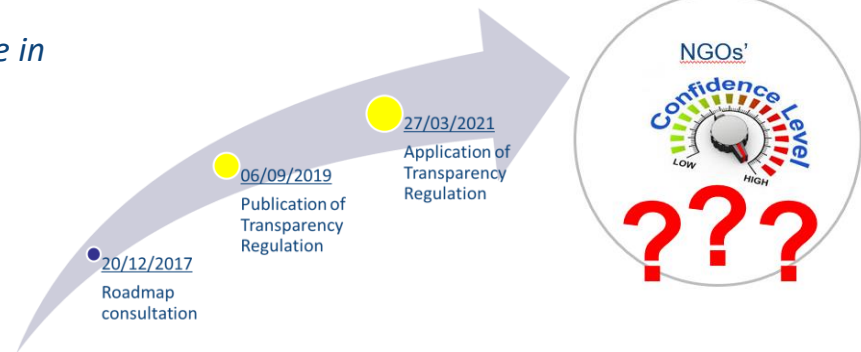 e in
20/12/2017
Roadmap
consultation
06/09/2019
Publication of
Transparency
Regulation
27/03/2021
Application of
Transparency
Regulation
NGOs'
Confidence Level
LOW
HIGH
? ? ?